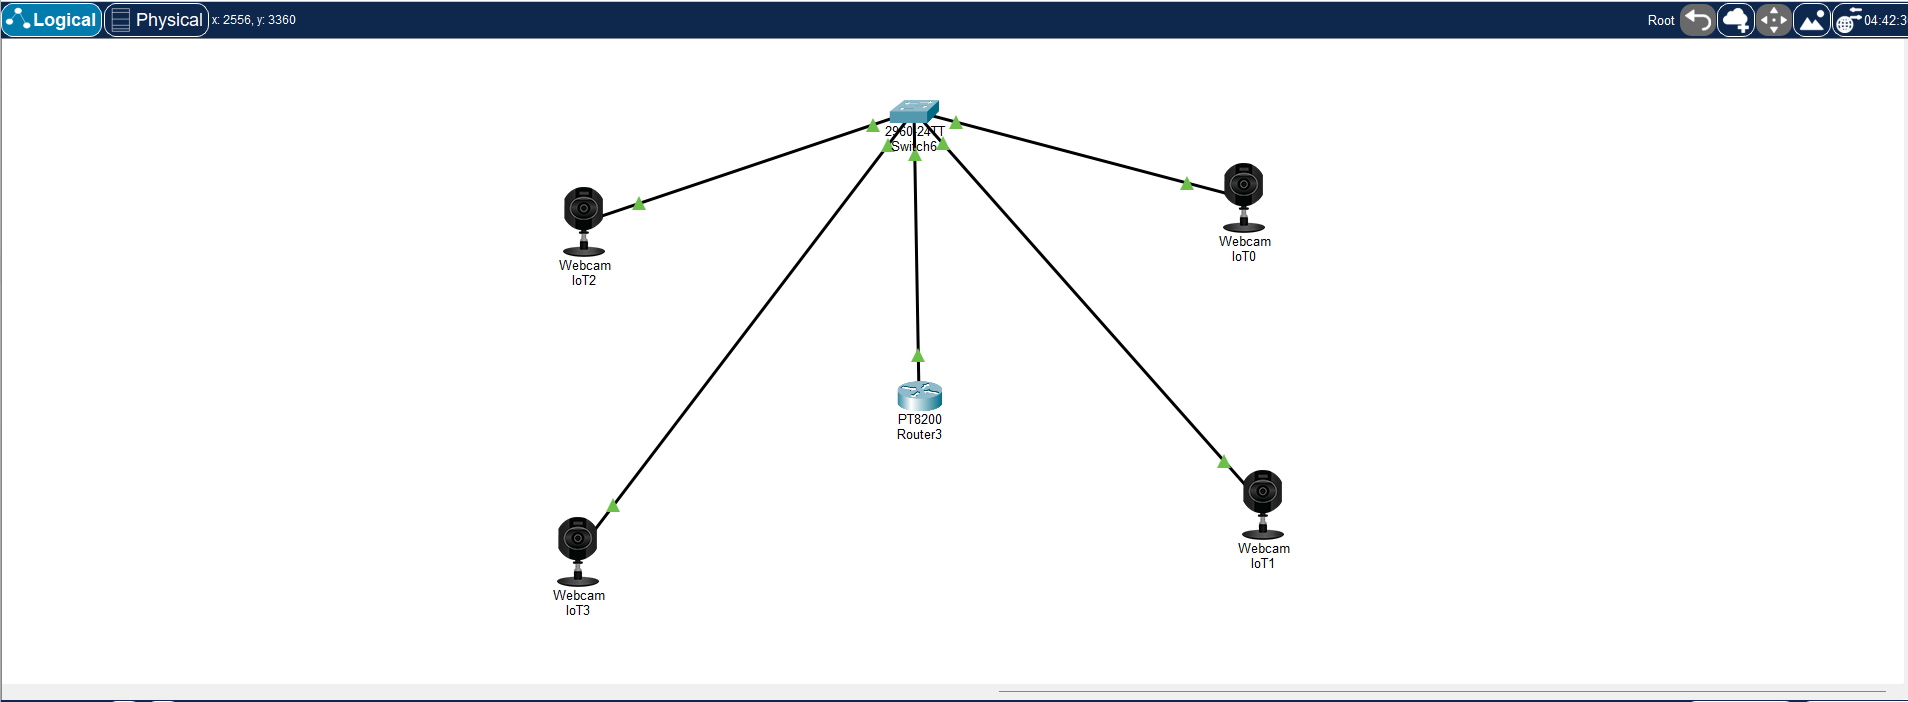 Logical
Physical
x: 2556, y: 3360
Root
04:42:3
2960-24TT
Switch6
Webcam
IoT2
Webcam
IoT0
PT8200
Router3
Webcam
IoT1
Webcam
IoT3